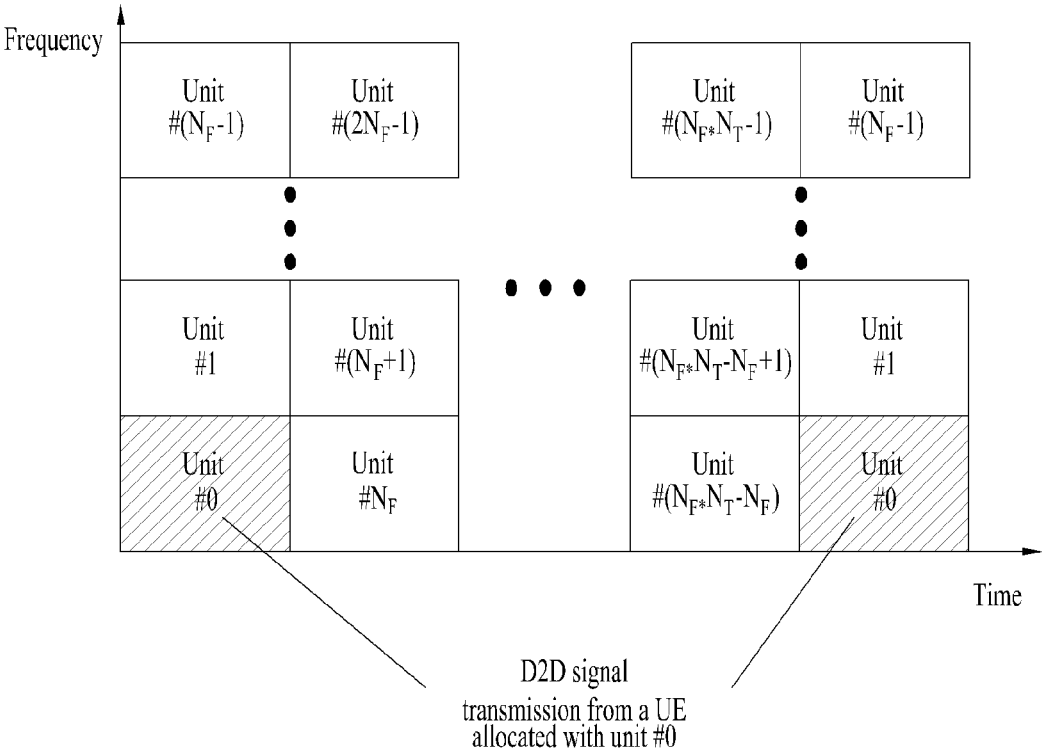 Frequency
Unit
#(N_F-1)
Unit
#(2N_F-1)
Unit
#(N_F*N_T-1)
Unit
#(N_F-1)
Unit
#1
Unit
#(N_F+1)
Unit
#(N_F*N_T-N_F+1)
Unit
#1
Unit
#0
Unit
#N_F
Unit
#(N_F*N_T-N_F)
Unit
#0
Time
D2D signal
transmission from a UE
allocated with unit #0